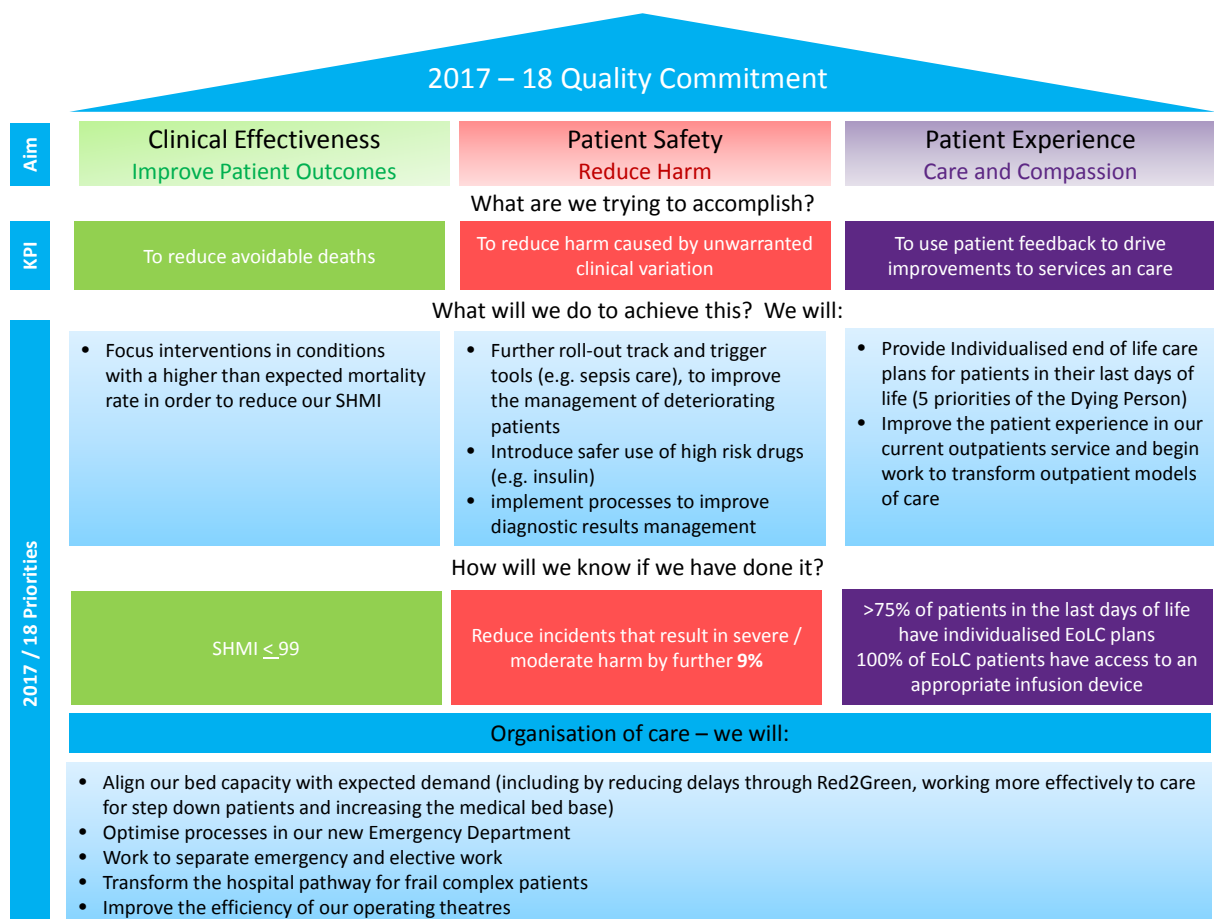 2017 – 18 Quality Commitment
Aim
Clinical Effectiveness
Improve Patient Outcomes
Patient Safety
Reduce Harm
Patient Experience
Care and Compassion
What are we trying to accomplish?
KPI
To reduce avoidable deaths
To reduce harm caused by unwarranted
clinical variation
To use patient feedback to drive
improvements to services an care
What will we do to achieve this?  We will:
2017 / 18 Priorities
• Focus interventions in conditions
with a higher than expected mortality
rate in order to reduce our SHMI
• Further roll-out track and trigger
tools (e.g. sepsis care), to improve
the management of deteriorating
patients
• Introduce safer use of high risk drugs
(e.g. insulin)
• implement processes to improve
diagnostic results management
• Provide Individualised end of life care
plans for patients in their last days of
life (5 priorities of the Dying Person)
• Improve the patient experience in our
current outpatients service and begin
work to transform outpatient models
of care
How will we know if we have done it?
SHMI < 99
Reduce incidents that result in severe /
moderate harm by further 9%
>75% of patients in the last days of life
have individualised EoLC plans
100% of EoLC patients have access to an
appropriate infusion device
Organisation of care – we will:
• Align our bed capacity with expected demand (including by reducing delays through Red2Green, working more effectively to care
for step down patients and increasing the medical bed base)
• Optimise processes in our new Emergency Department
• Work to separate emergency and elective work
• Transform the hospital pathway for frail complex patients
• Improve the efficiency of our operating theatres